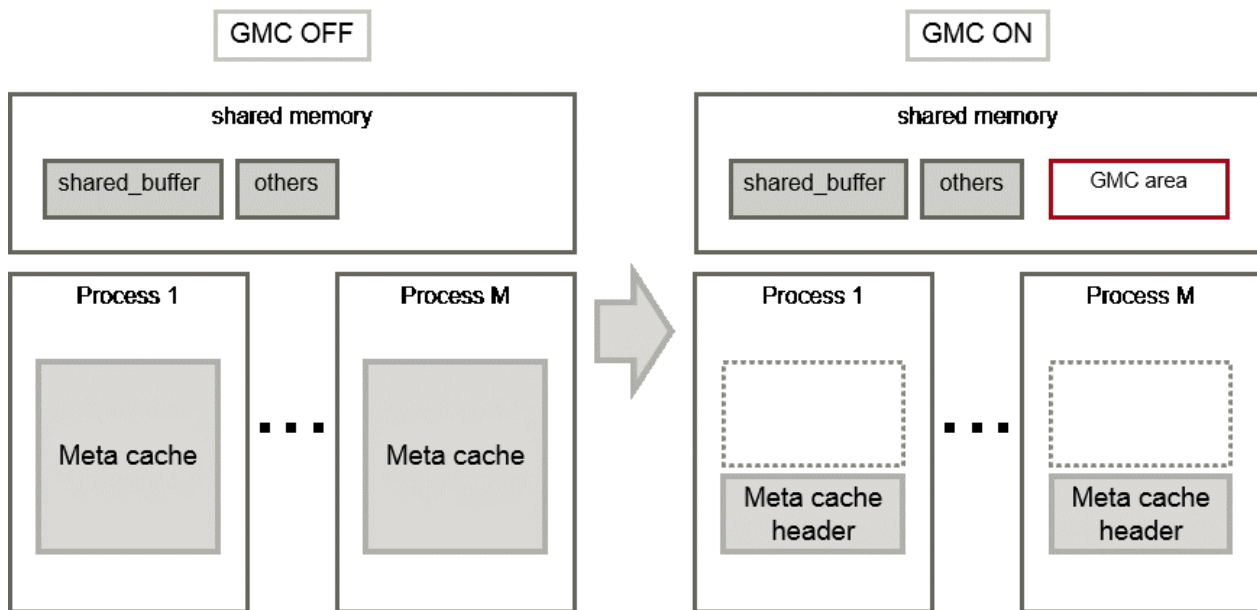 GMC OFF
shared memory
shared_buffer
others
Process 1
Meta cache
Process M
Meta cache
GMC ON
shared memory
shared_buffer
others
GMC area
Process 1
Meta cache
header
Process M
Meta cache
header